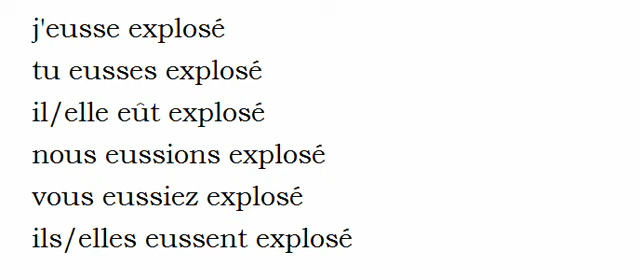 j'eusse explosé
tu eusses explosé
il/elle eût explosé
nous eussions explosé
vous eussiez explosé
ils/elles eussent explosé